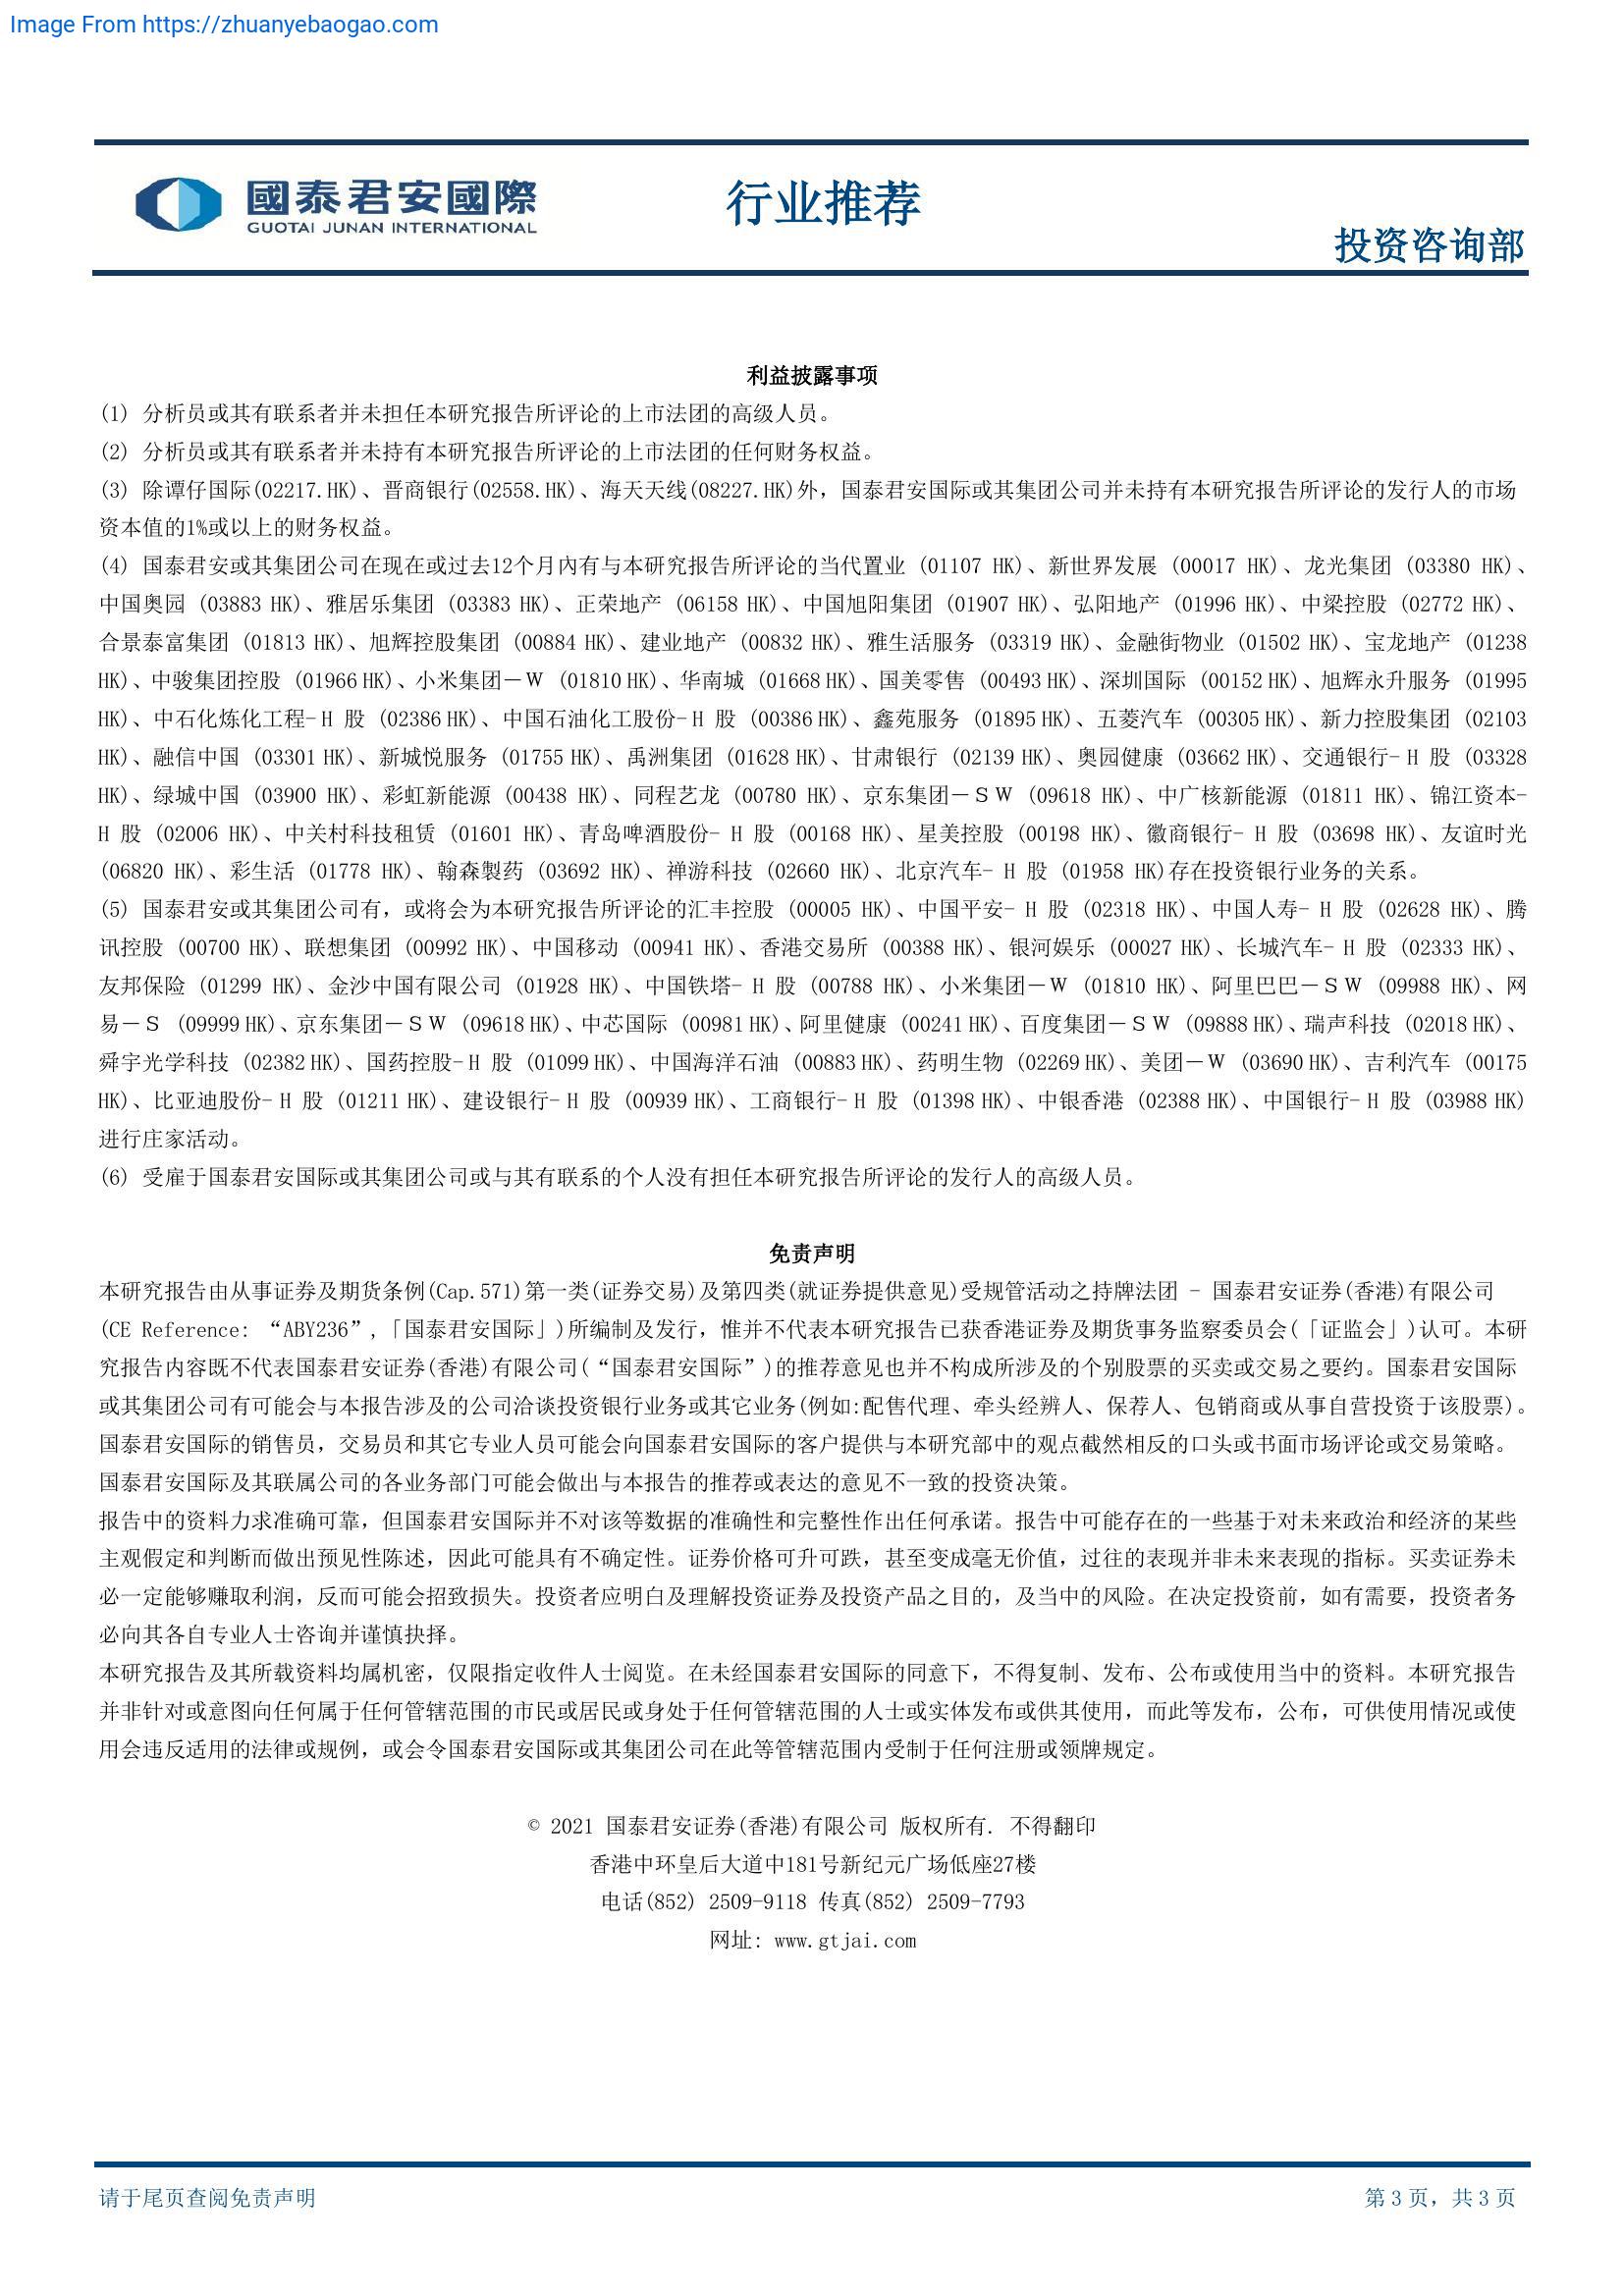 Image From https://zhuanyebaogao.com
國泰君安國際
GUOTAI JUNAN INTERNATIONAL
行业推荐
投资咨询部
利益披露事项
(1) 分析员或其有联系者并未担任本研究报告所评论的上市法团的高级人员。
(2) 分析员或其有联系者并未持有本研究报告所评论的上市法团的任何财务权益。
(3) 除谭仔国际(02217.HK)、晋商银行(02558.HK)、海天天线(08227.HK)外，国泰君安国际或其集团公司并未持有本研究报告所评论的发行人的市场
资本值的1%或以上的财务权益。
(4) 国泰君安或其集团公司在现在或过去12个月內有与本研究报告所评论的当代置业 (01107 HK)、新世界发展 (00017 HK)、龙光集团 (03380 HK)、
中国奥园 (03883 HK)、雅居乐集团 (03383 HK)、正荣地产 (06158 HK)、中国旭阳集团 (01907 HK)、弘阳地产 (01996 HK)、中梁控股 (02772 HK)、
合景泰富集团 (01813 HK)、旭辉控股集团 (00884 HK)、建业地产 (00832 HK)、雅生活服务 (03319 HK)、金融街物业 (01502 HK)、宝龙地产 (01238
HK)、中骏集团控股 (01966 HK)、小米集团－Ｗ (01810 HK)、华南城 (01668 HK)、国美零售 (00493 HK)、深圳国际 (00152 HK)、旭辉永升服务 (01995
HK)、中石化炼化工程- H 股 (02386 HK)、中国石油化工股份- H 股 (00386 HK)、鑫苑服务 (01895 HK)、五菱汽车 (00305 HK)、新力控股集团 (02103
HK)、融信中国 (03301 HK)、新城悦服务 (01755 HK)、禹洲集团 (01628 HK)、甘肃银行 (02139 HK)、奥园健康 (03662 HK)、交通银行- H 股 (03328
HK)、绿城中国 (03900 HK)、彩虹新能源 (00438 HK)、同程艺龙 (00780 HK)、京东集团－ＳＷ (09618 HK)、中广核新能源 (01811 HK)、锦江资本-
H 股 (02006 HK)、中关村科技租赁 (01601 HK)、青岛啤酒股份- H 股 (00168 HK)、星美控股 (00198 HK)、徽商银行- H 股 (03698 HK)、友谊时光
(06820 HK)、彩生活 (01778 HK)、翰森製药 (03692 HK)、禅游科技 (02660 HK)、北京汽车- H 股 (01958 HK)存在投资银行业务的关系。
(5) 国泰君安或其集团公司有，或将会为本研究报告所评论的汇丰控股 (00005 HK)、中国平安- H 股 (02318 HK)、中国人寿- H 股 (02628 HK)、腾
讯控股 (00700 HK)、联想集团 (00992 HK)、中国移动 (00941 HK)、香港交易所 (00388 HK)、银河娱乐 (00027 HK)、长城汽车- H 股 (02333 HK)、
友邦保险 (01299 HK)、金沙中国有限公司 (01928 HK)、中国铁塔- H 股 (00788 HK)、小米集团－Ｗ (01810 HK)、阿里巴巴－ＳＷ (09988 HK)、网
易－Ｓ (09999 HK)、京东集团－ＳＷ (09618 HK)、中芯国际 (00981 HK)、阿里健康 (00241 HK)、百度集团－ＳＷ (09888 HK)、瑞声科技 (02018 HK)、
舜宇光学科技 (02382 HK)、国药控股- H 股 (01099 HK)、中国海洋石油 (00883 HK)、药明生物 (02269 HK)、美团－Ｗ (03690 HK)、吉利汽车 (00175
HK)、比亚迪股份- H 股 (01211 HK)、建设银行- H 股 (00939 HK)、工商银行- H 股 (01398 HK)、中银香港 (02388 HK)、中国银行- H 股 (03988 HK)
进行庄家活动。
(6) 受雇于国泰君安国际或其集团公司或与其有联系的个人没有担任本研究报告所评论的发行人的高级人员。
免责声明
本研究报告由从事证券及期货条例(Cap.571)第一类(证券交易)及第四类(就证券提供意见)受规管活动之持牌法团 - 国泰君安证券(香港)有限公司
(CE Reference: “ABY236”,「国泰君安国际」)所编制及发行，惟并不代表本研究报告已获香港证券及期货事务监察委员会(「证监会」)认可。本研
究报告内容既不代表国泰君安证券(香港)有限公司(“国泰君安国际”)的推荐意见也并不构成所涉及的个别股票的买卖或交易之要约。国泰君安国际
或其集团公司有可能会与本报告涉及的公司洽谈投资银行业务或其它业务(例如:配售代理、牵头经辨人、保荐人、包销商或从事自营投资于该股票)。
国泰君安国际的销售员，交易员和其它专业人员可能会向国泰君安国际的客户提供与本研究部中的观点截然相反的口头或书面市场评论或交易策略。
国泰君安国际及其联属公司的各业务部门可能会做出与本报告的推荐或表达的意见不一致的投资决策。
报告中的资料力求准确可靠，但国泰君安国际并不对该等数据的准确性和完整性作出任何承诺。报告中可能存在的一些基于对未来政治和经济的某些
主观假定和判断而做出预见性陈述，因此可能具有不确定性。证券价格可升可跌，甚至变成毫无价值，过往的表现并非未来表现的指标。买卖证券未
必一定能够赚取利润，反而可能会招致损失。投资者应明白及理解投资证券及投资产品之目的，及当中的风险。在决定投资前，如有需要，投资者务
必向其各自专业人士咨询并谨慎抉择。
本研究报告及其所载资料均属机密，仅限指定收件人士阅览。在未经国泰君安国际的同意下，不得复制、发布、公布或使用当中的资料。本研究报告
并非针对或意图向任何属于任何管辖范围的市民或居民或身处于任何管辖范围的人士或实体发布或供其使用，而此等发布，公布，可供使用情况或使
用会违反适用的法律或规例，或会令国泰君安国际或其集团公司在此等管辖范围内受制于任何注册或领牌规定。
© 2021 国泰君安证券(香港)有限公司 版权所有. 不得翻印
香港中环皇后大道中181号新纪元广场低座27楼
电话(852) 2509-9118 传真(852) 2509-7793
网址: www.gtjai.com
请于尾页查阅免责声明
第 3 页，共 3 页